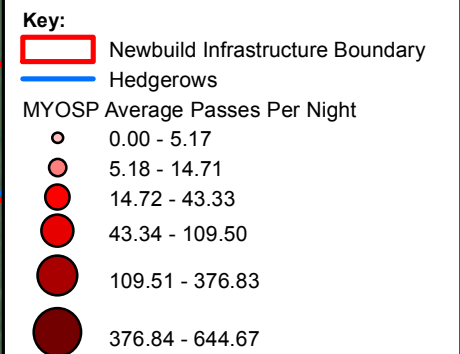 Key:
Newbuild Infrastructure Boundary
Hedgerows
MYOSP Average Passes Per Night
0.00 - 5.17
5.18 - 14.71
14.72 - 43.33
43.34 - 109.50
109.51 - 376.83
376.84 - 644.67